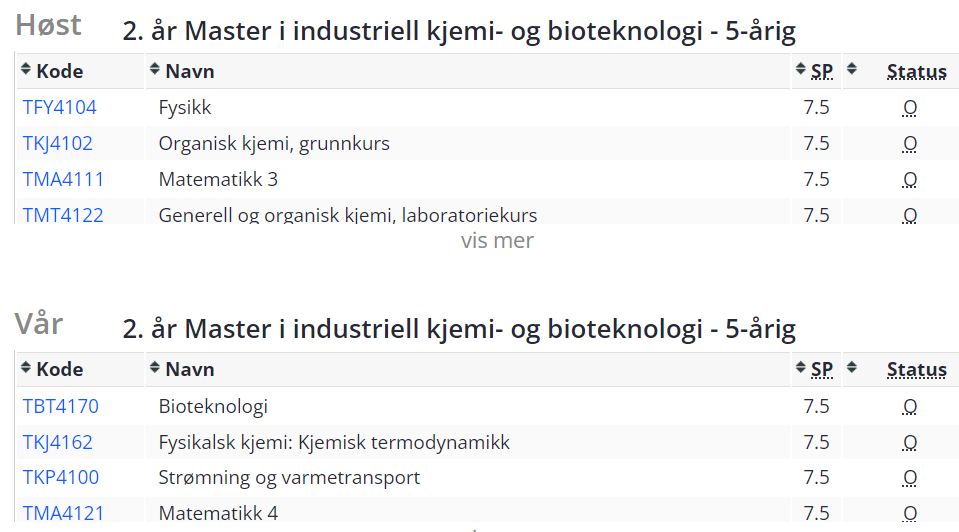 Høst 2. år Master i industriell kjemi- og bioteknologi - 5-årig
Kode Navn SP Status
TFY4104 Fysikk 7.5 O
TKJ4102 Organisk kjemi, grunnkurs 7.5 O
TMA4111 Matematikk 3 7.5 O
TMT4122 Generell og organisk kjemi, laboratoriekurs 7.5 O
vis mer
Vår 2. år Master i industriell kjemi- og bioteknologi - 5-årig
Kode Navn SP Status
TBT4170 Bioteknologi 7.5 O
TKJ4162 Fysikalsk kjemi: Kjemisk termodynamikk 7.5 O
TKP4100 Strømning og varmetransport 7.5 O
TMA4121 Matematikk 4 7.5 O